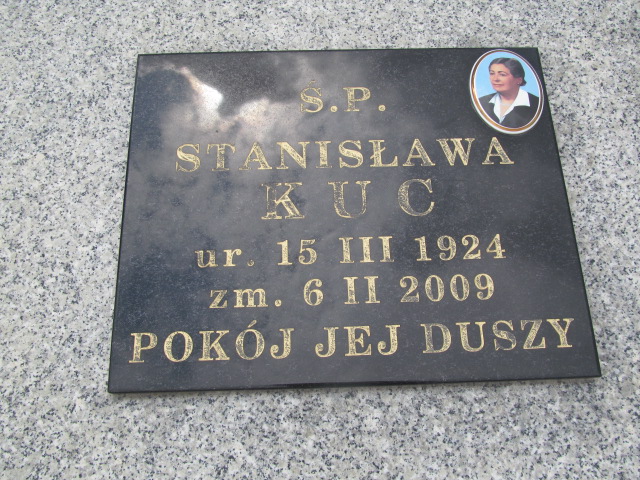 Ś.P.
STANISŁAWA
KUC
ur. 15 III 1924
zm. 6 II 2009
POKÓJ JEJ DUSZY